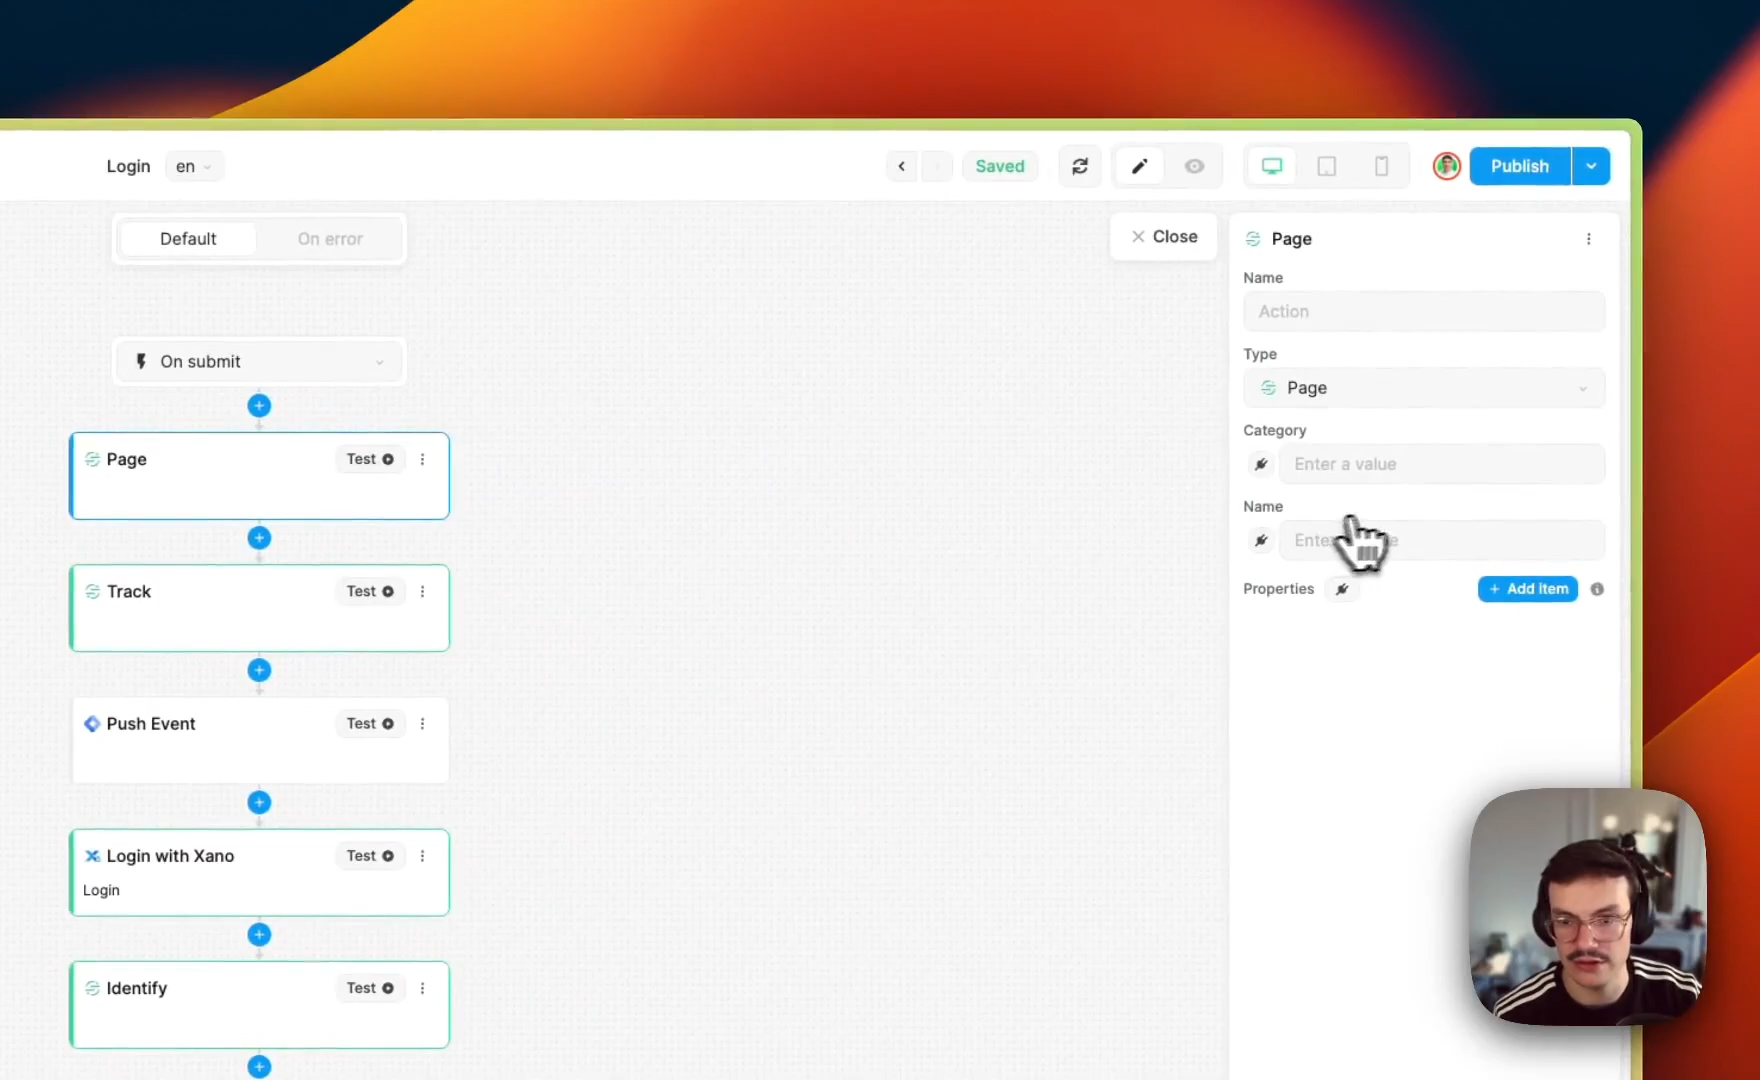 Login
en
Saved
Publish
Default
On error
Close
Page
Name
Action
Type
Page
Category
Enter a value
Name
Properties
+ Add item
On submit
Page
Test
Track
Test
Push Event
Test
Login with Xano
Test
Login
Identify
Test